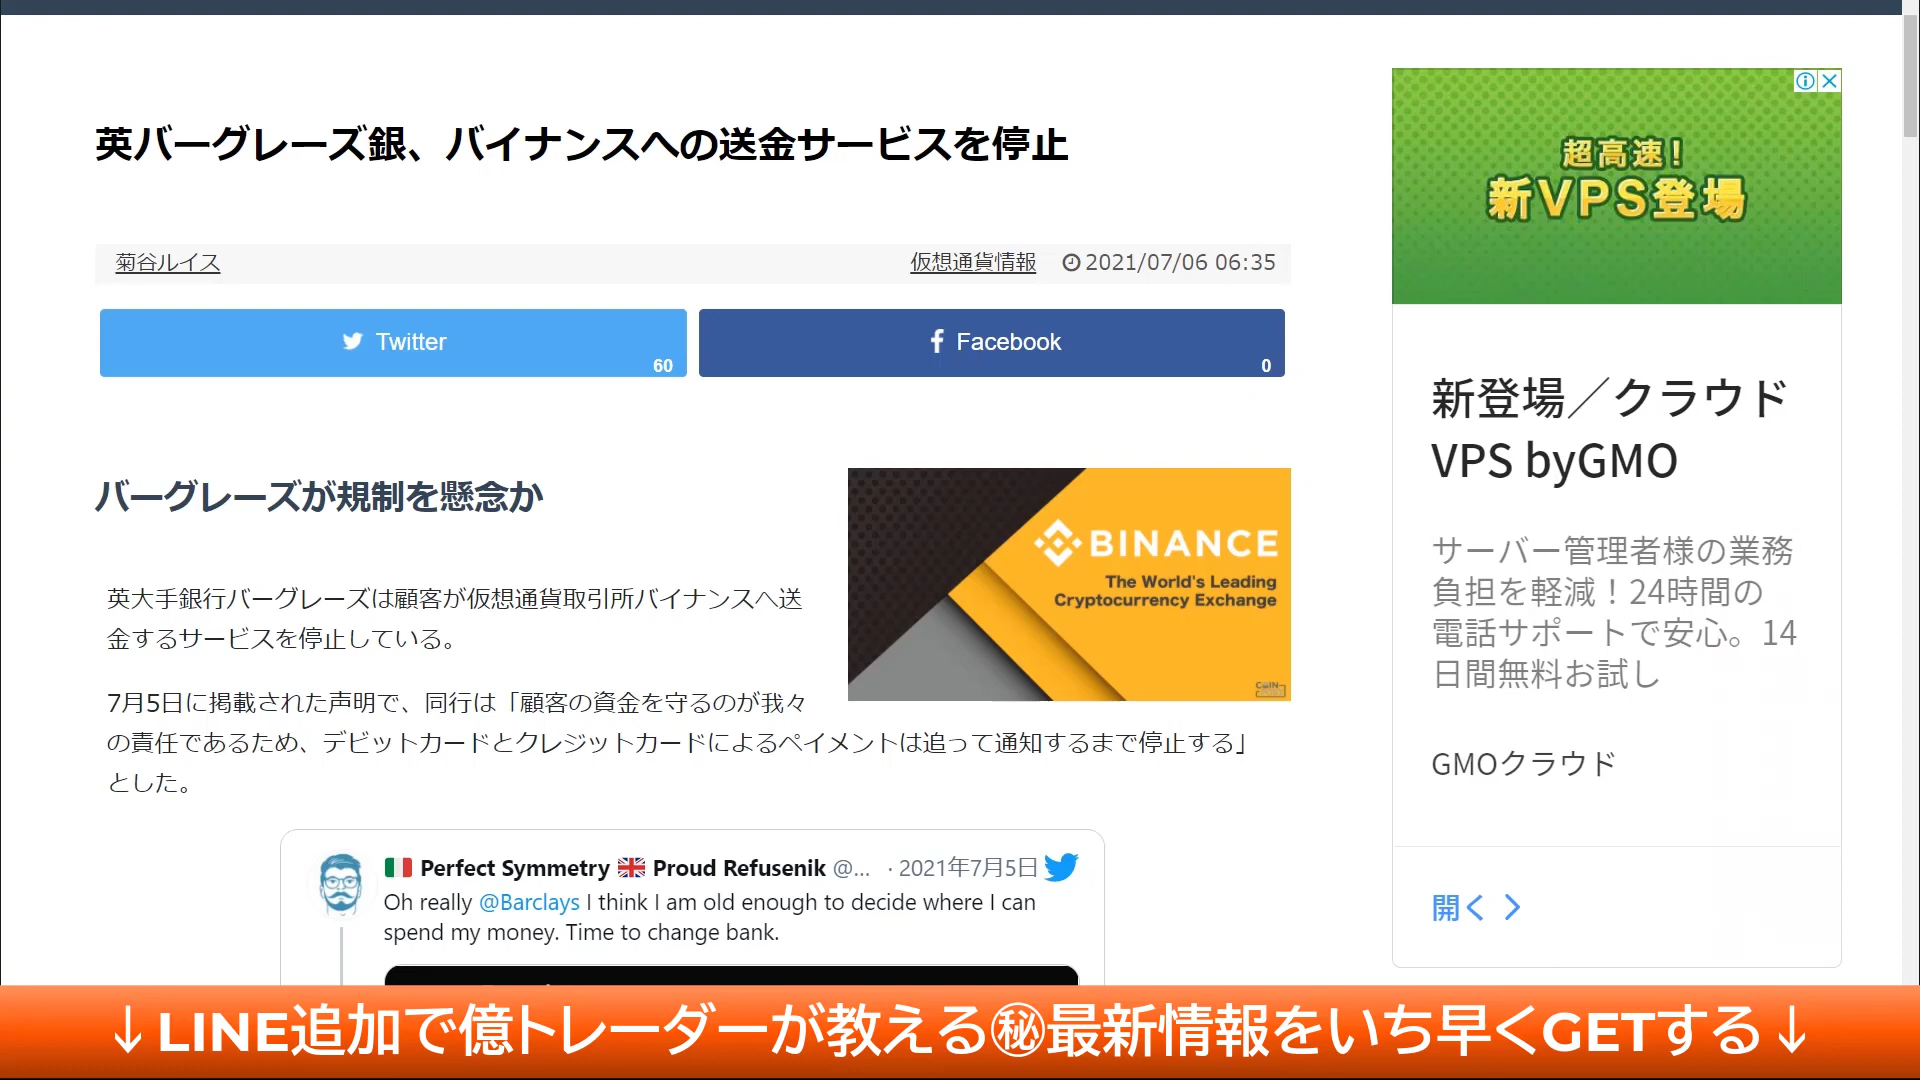 英バーグレーズ銀、バイナンスへの送金サービスを停止
菊谷ルイス
仮想通貨情報
2021/07/06 06:35
Twitter
60
Facebook
0
バーグレーズが規制を懸念か
英大手銀行バーグレーズは顧客が仮想通貨取引所バイナンスへ送
金するサービスを停止している。
7月5日に掲載された声明で、同行は「顧客の資金を守るのが我々
の責任であるため、デビットカードとクレジットカードによるペイメントは追って通知するまで停止する」
とした。
BINANCE
The World's Leading
Cryptocurrency Exchange
COIN
Perfect Symmetry Proud Refusenik @... · 2021年7月5日
Oh really @Barclays I think I am old enough to decide where I can
spend my money. Time to change bank.
超高速！
新VPS登場
新登場／クラウド
VPS byGMO
サーバー管理者様の業務
負担を軽減！24時間の
電話サポートで安心。14
日間無料お試し
GMOクラウド
開く
↓LINE追加で億トレーダーが教える㊙最新情報をいち早くGETする↓